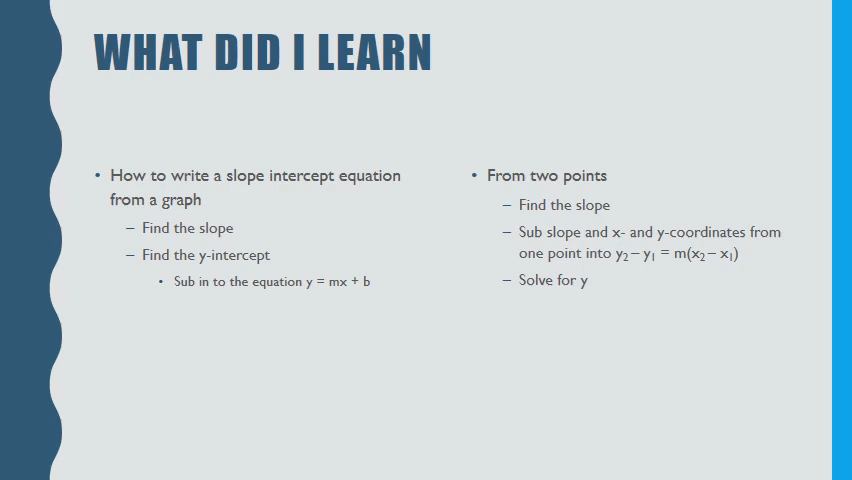 WHAT DID I LEARN
• How to write a slope intercept equation
from a graph
– Find the slope
– Find the y-intercept
• Sub in to the equation y = mx + b
• From two points
– Find the slope
– Sub slope and x- and y-coordinates from
one point into y₂ – y₁ = m(x₂ – x₁)
– Solve for y